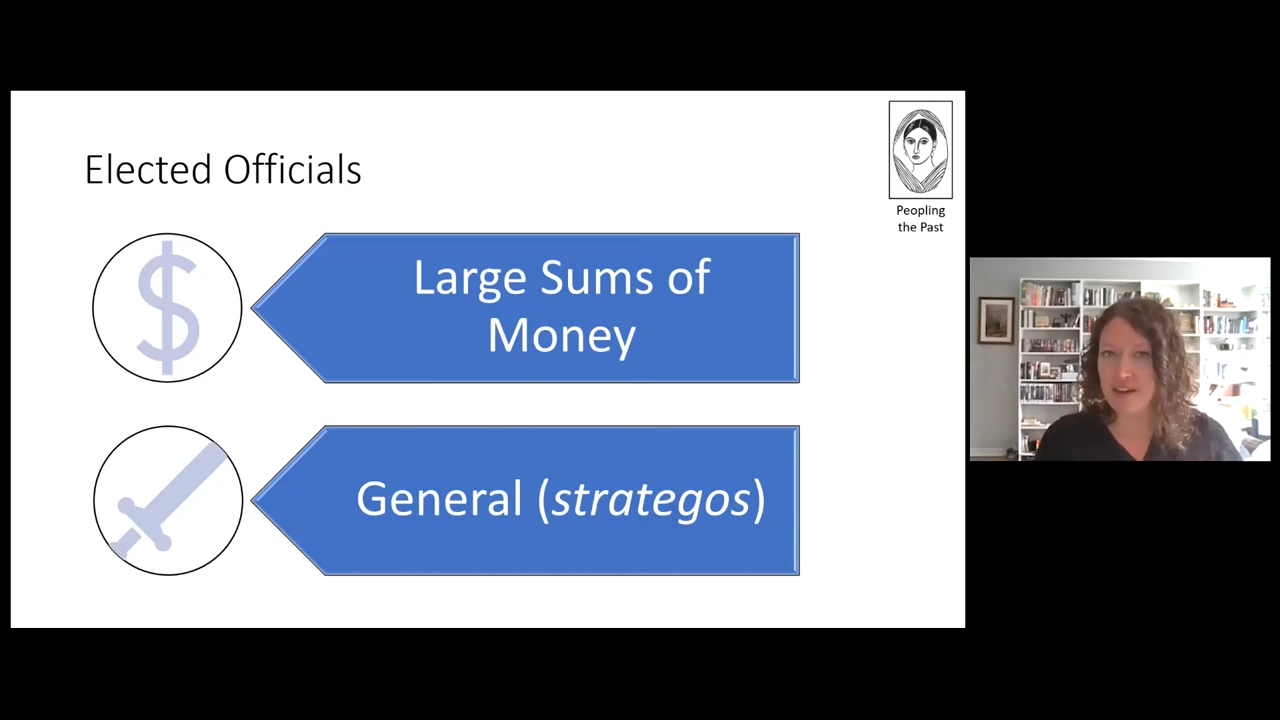 Elected Officials
Peopling
the Past
Large Sums of
Money
General (strategos)